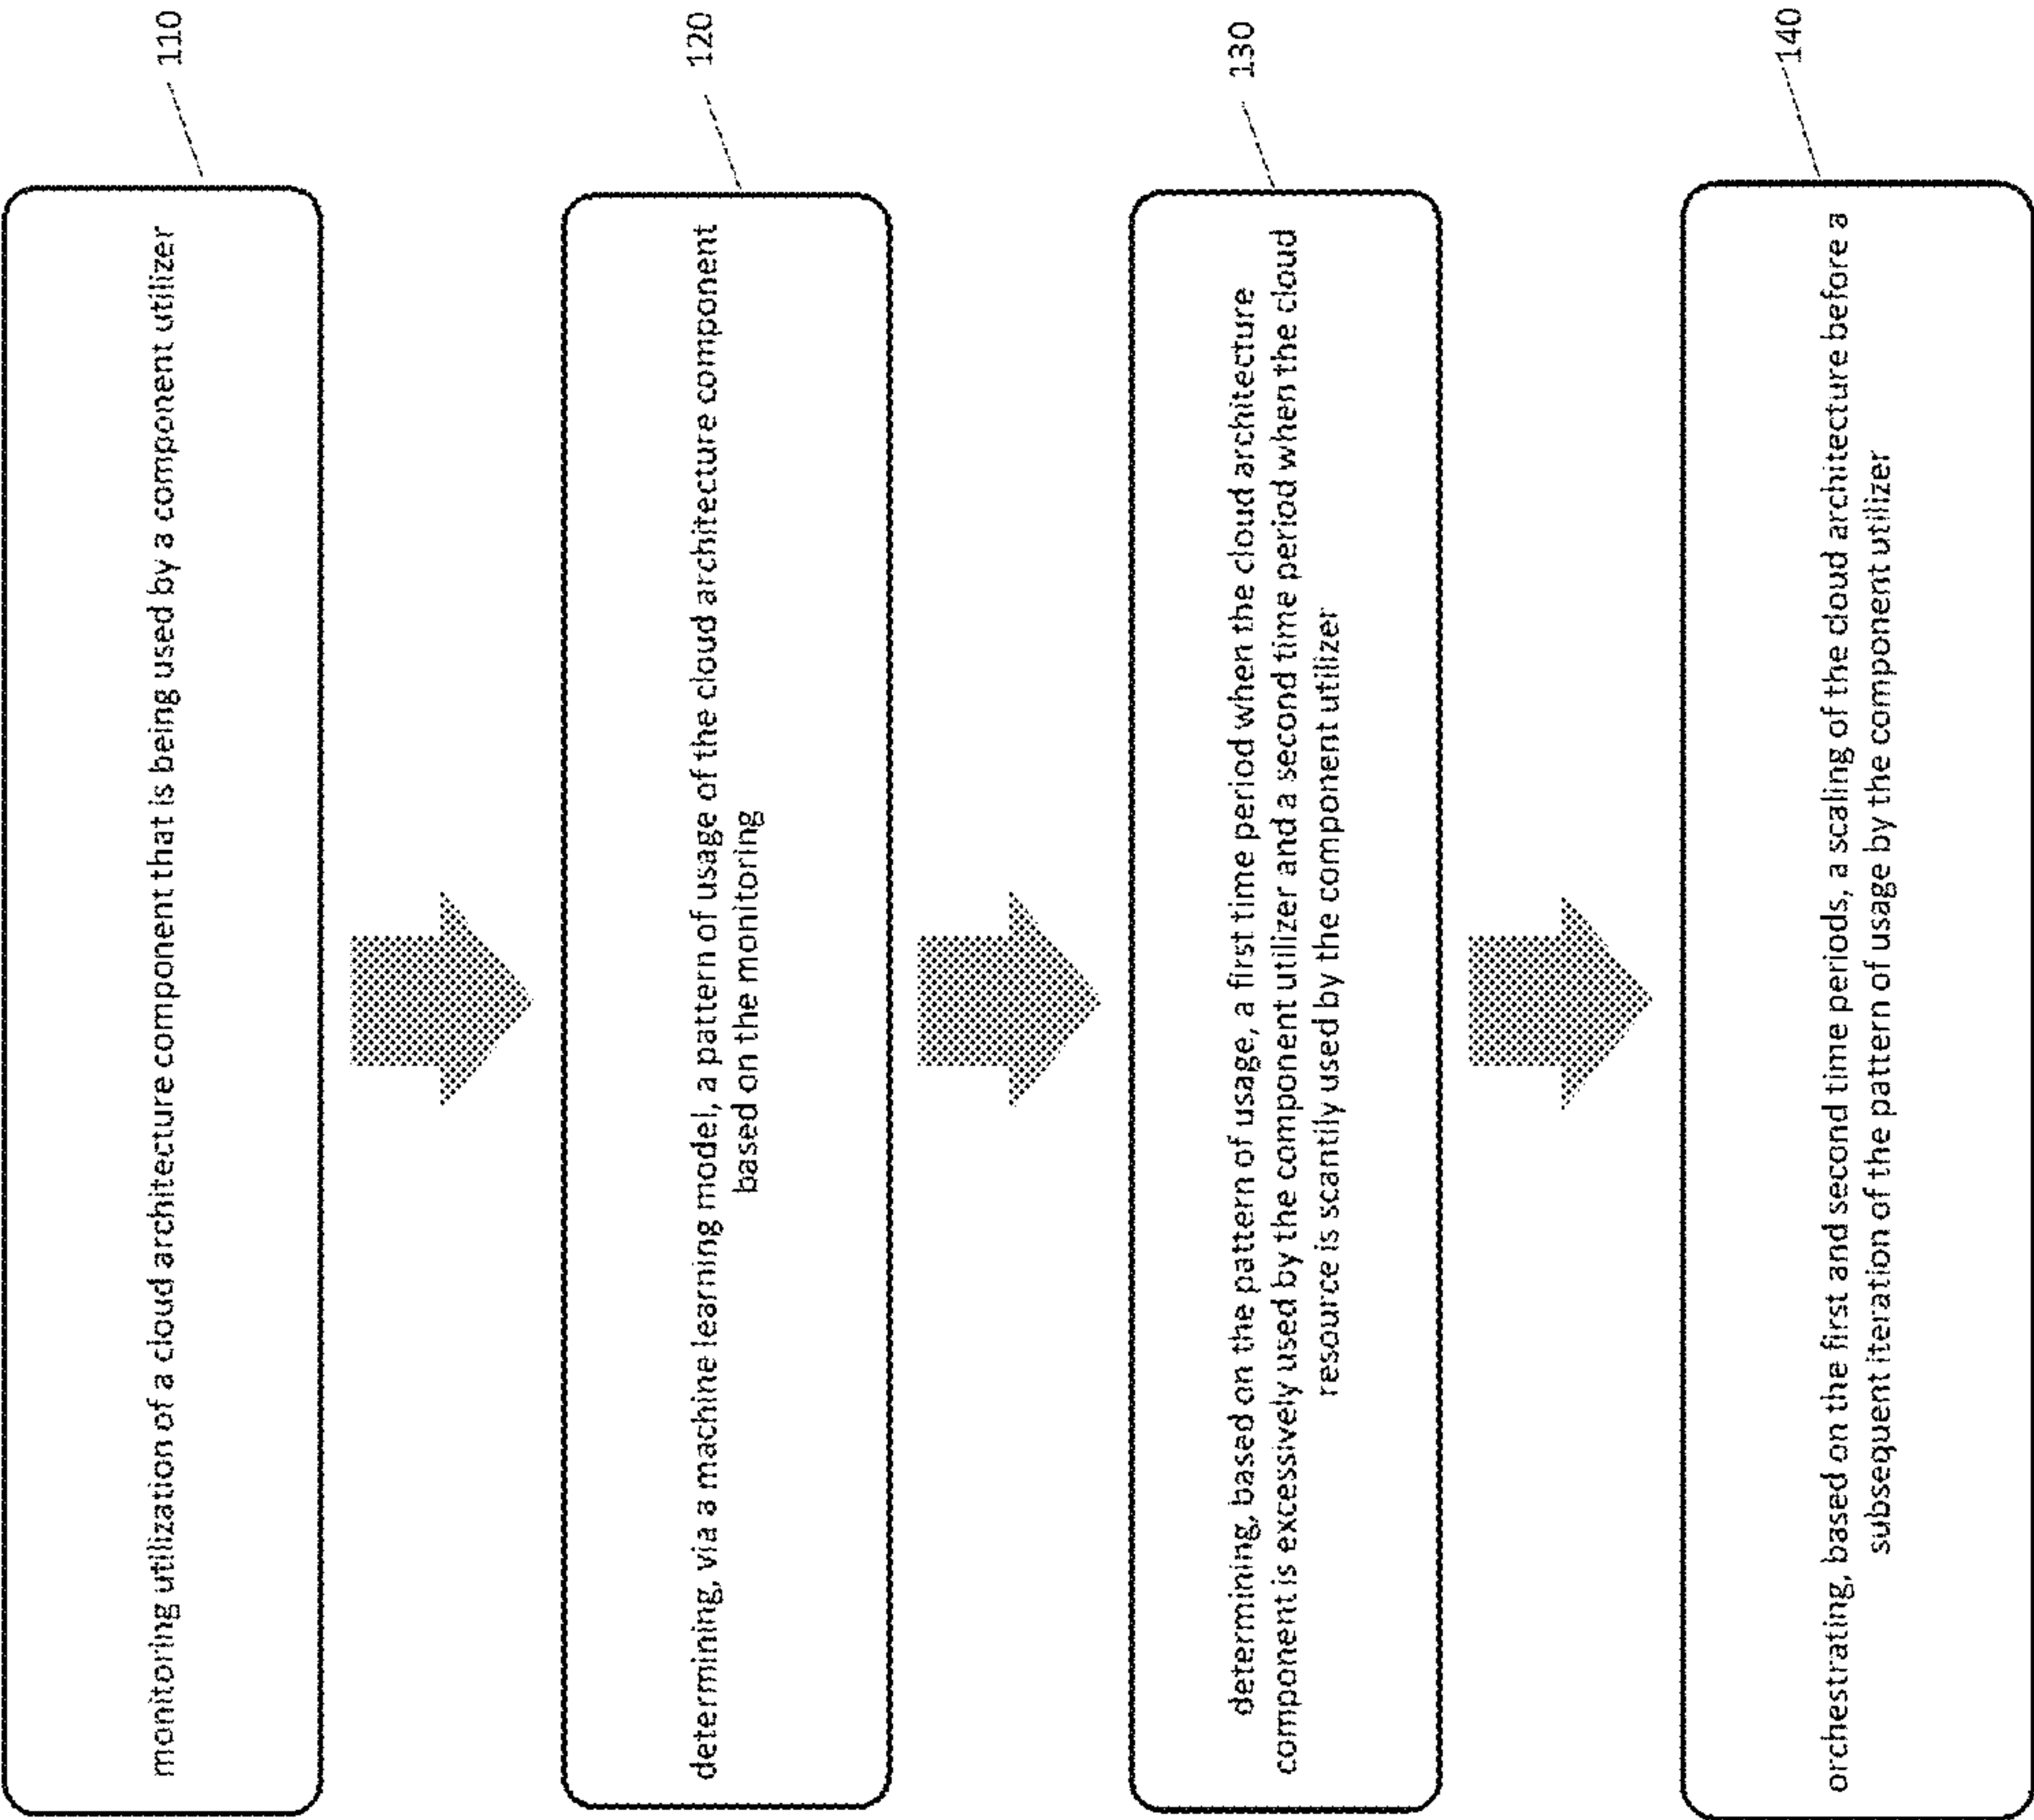 110
monitoring utilization of a cloud architecture component that is being used by a component utilizer
120
determining, via a machine learning model, a pattern of usage of the cloud architecture component
based on the monitoring
130
determining, based on the pattern of usage, a first time period when the cloud architecture
component is excessively used by the component utilizer and a second time period when the cloud
resource is scantily used by the component utilizer
140
orchestrating, based on the first and second time periods, a scaling of the cloud architecture before a
subsequent iteration of the pattern of usage by the component utilizer